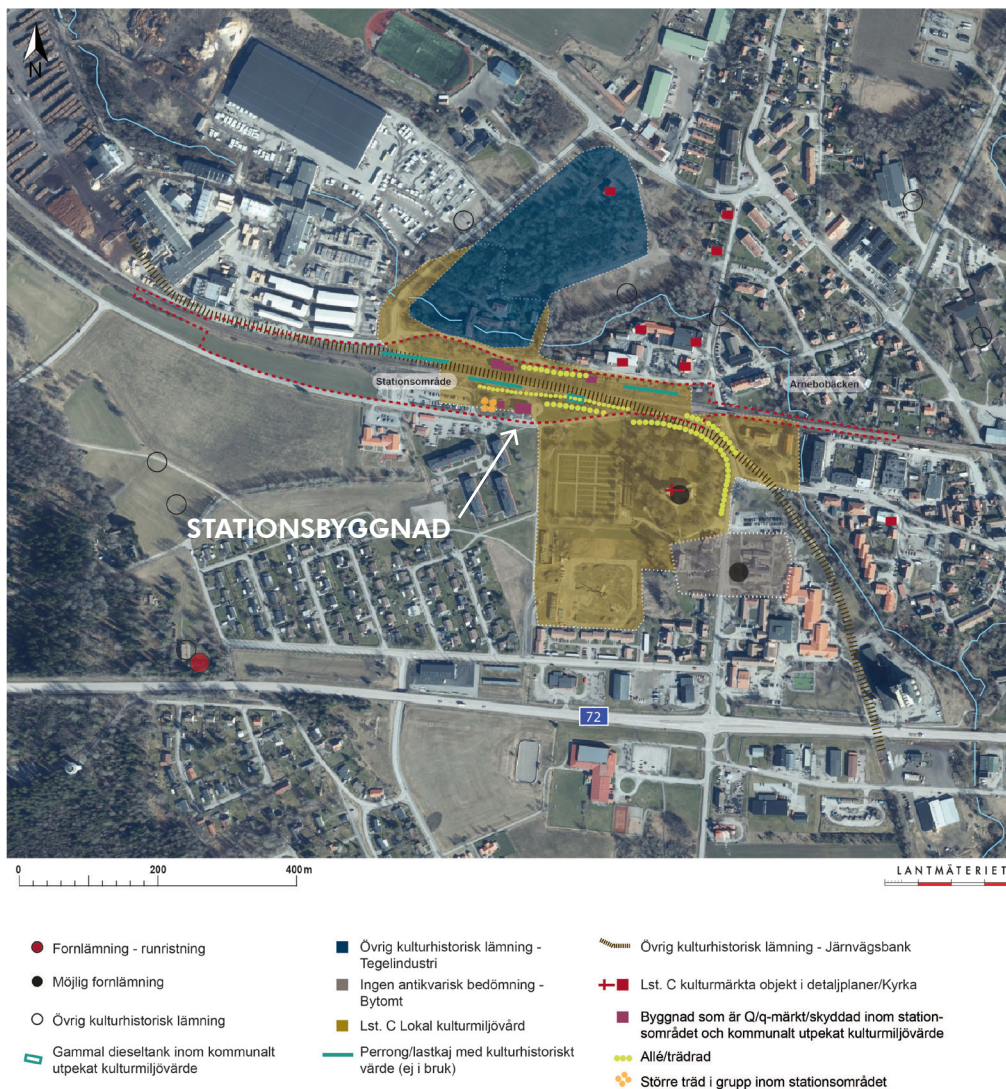 N
Stationsområde
Arnebobäcken
STATIONSBYGGNAD
72
0
200
400 m
LANTMÄTERIET
Fornlämning - runristning
Möjlig fornlämning
Övrig kulturhistorisk lämning
Gammal dieseltank inom kommunalt
utpekat kulturmiljövärde
Övrig kulturhistorisk lämning -
Tegelindustri
Ingen antikvarisk bedömning -
Bytomt
Lst. C Lokal kulturmiljövård
Perrong/lastkaj med kulturhistoriskt
värde (ej i bruk)
Övrig kulturhistorisk lämning - Järnvägsbank
Lst. C kulturmärkta objekt i detaljplaner/Kyrka
Byggnad som är Q/q-märkt/skyddad inom station-
sområdet och kommunalt utpekat kulturmiljövärde
Allé/trädrad
Större träd i grupp inom stationsområdet